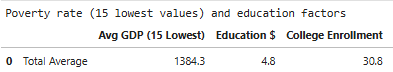 Poverty rate (15 lowest values) and education factors
Avg GDP (15 Lowest) Education $ College Enrollment
0 Total Average 1384.3 4.8 30.8